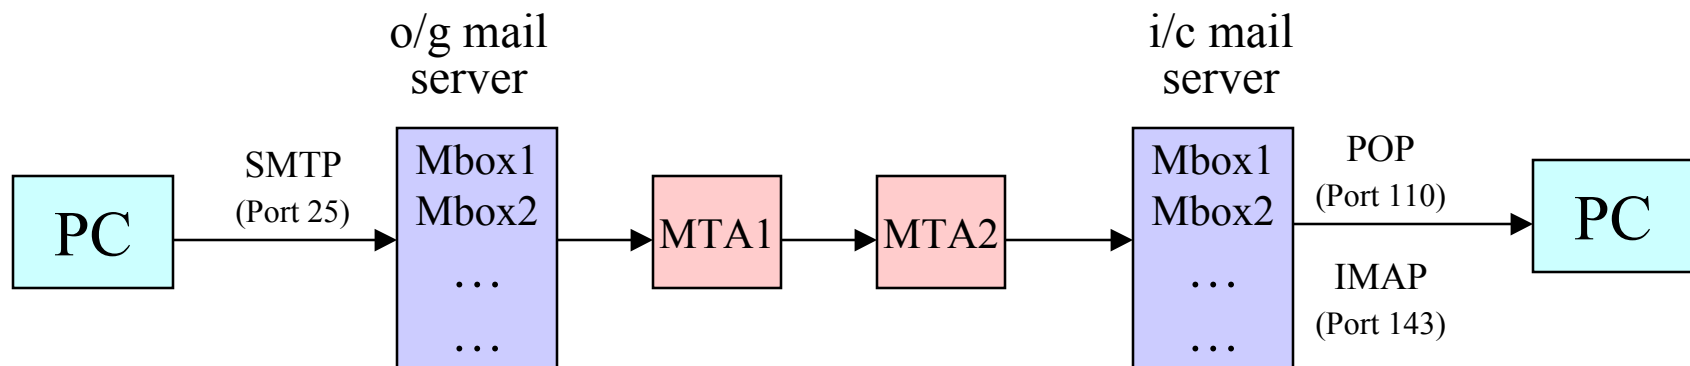 o/g mail
server
i/c mail
server
PC
SMTP
(Port 25)
Mbox1
Mbox2
...
...
MTA1
MTA2
Mbox1
Mbox2
...
...
POP
(Port 110)
IMAP
(Port 143)
PC